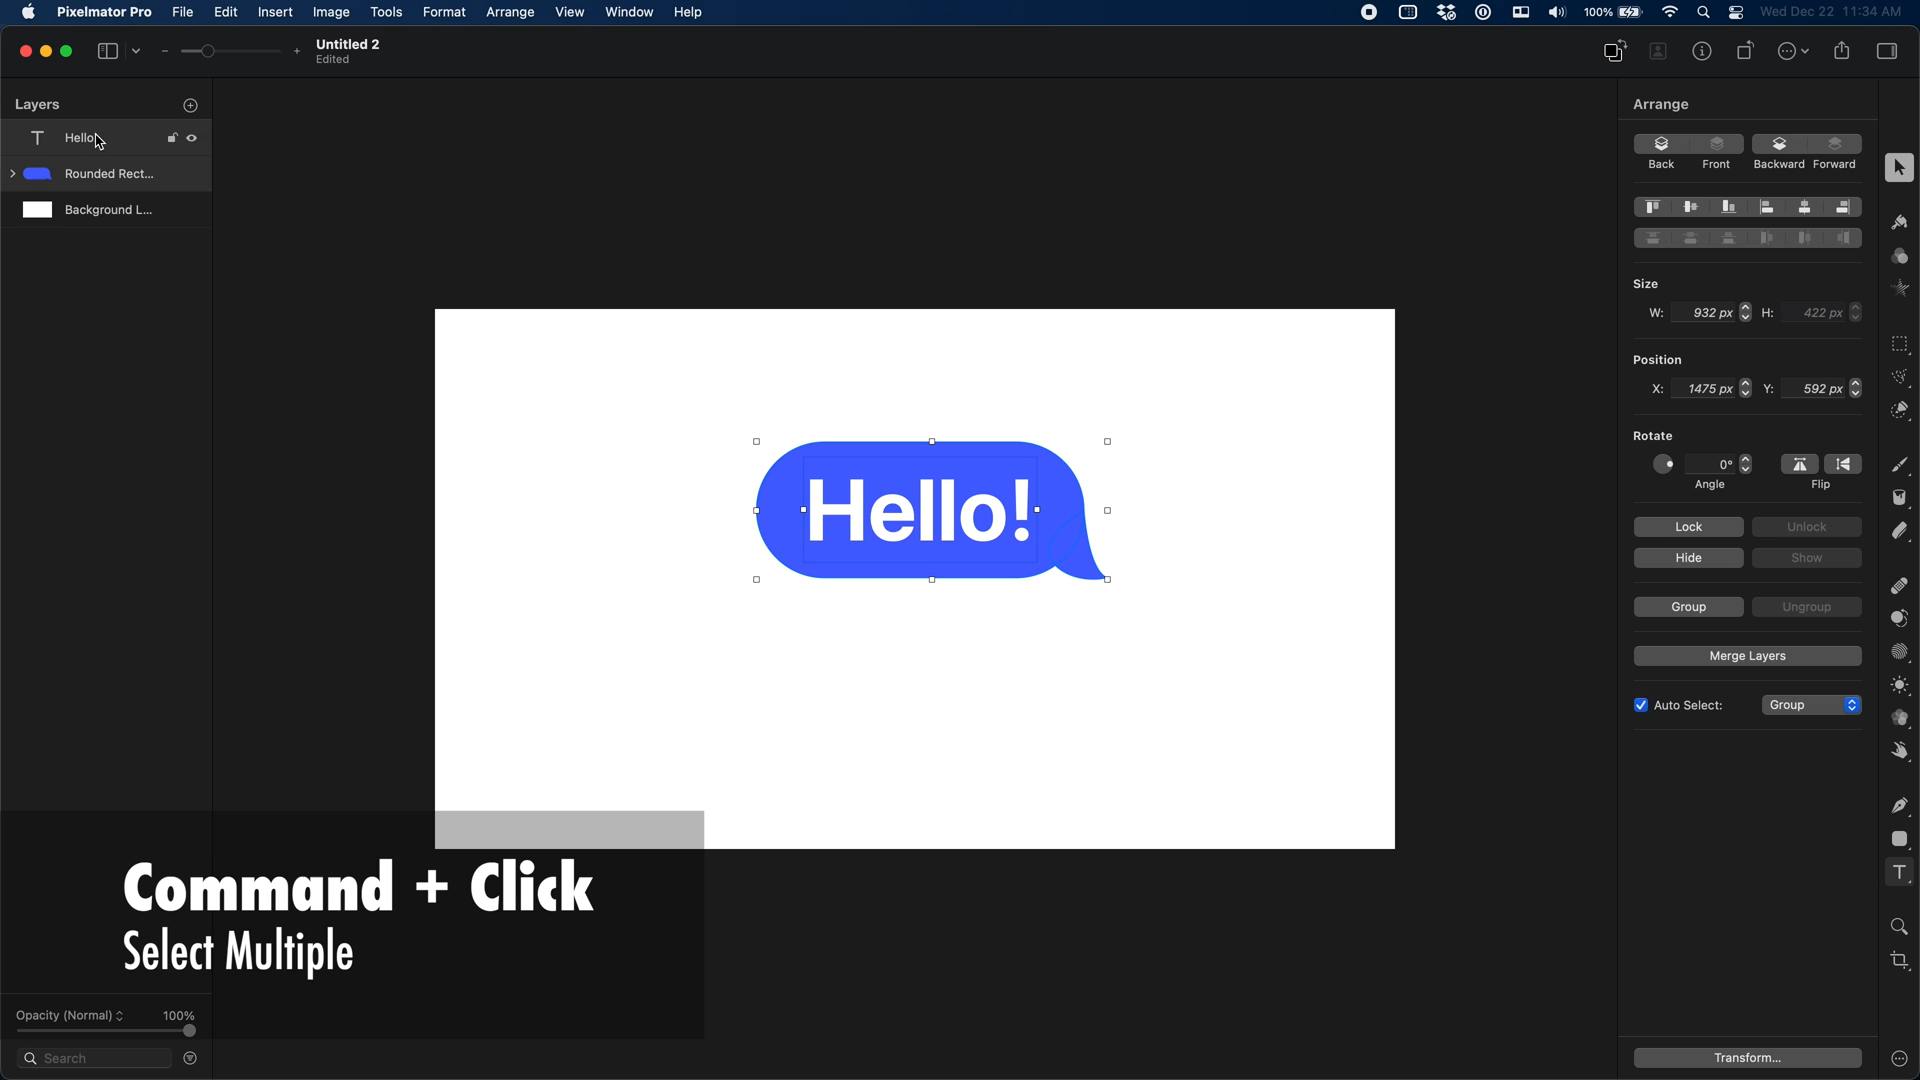 Pixelmator Pro File Edit Insert Image Tools Format Arrange View Window Help
100% Wed Dec 22 11:34 AM
Untitled 2
Edited
Layers
T Hello!
Rounded Rect...
Background L...
Hello!
Arrange
Back Front Backward Forward
Size
W: 932 px H: 422 px
Position
X: 1475 px Y: 592 px
Rotate
0°
Angle Flip
Lock Unlock
Hide Show
Group Ungroup
Merge Layers
Auto Select: Group
T
Command + Click
Select Multiple
Opacity (Normal) 100%
Search
Transform...